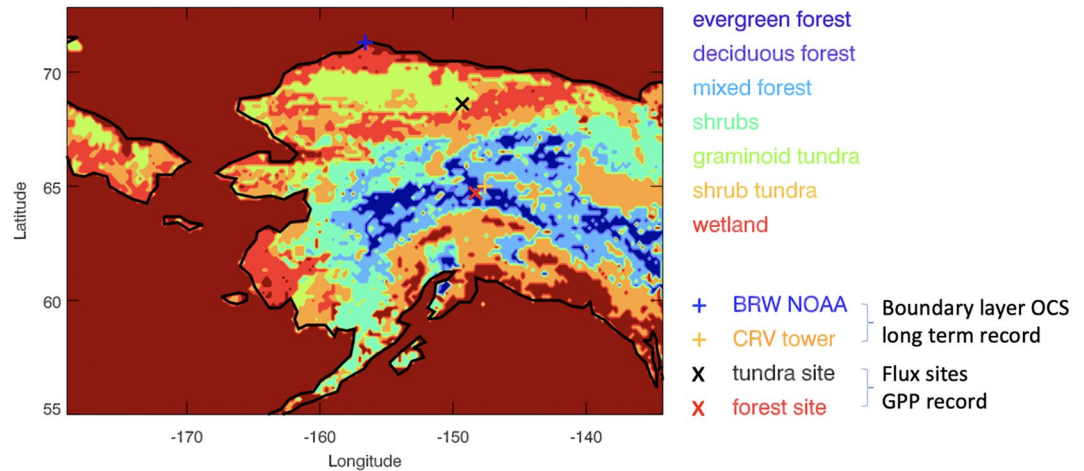 evergreen forest
deciduous forest
mixed forest
shrubs
graminoid tundra
shrub tundra
wetland
70
65
60
55
Latitude
-170
-160
-150
-140
Longitude
+ BRW NOAA
+ CRV tower
Boundary layer OCS
long term record
x tundra site
x forest site
Flux sites
GPP record